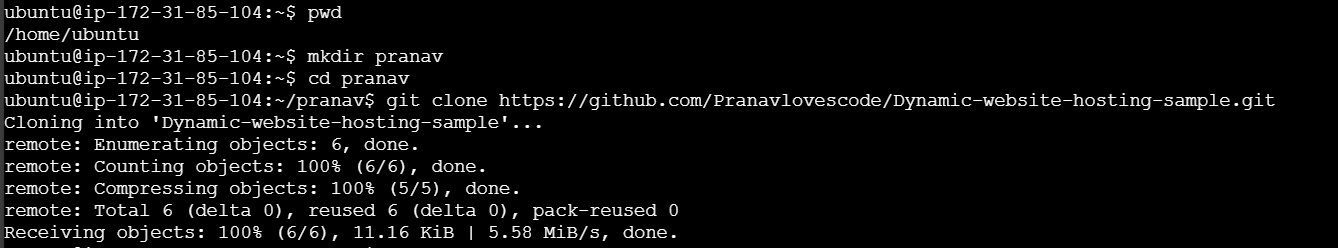 ubuntu@ip-172-31-85-104:~$ pwd
/home/ubuntu
ubuntu@ip-172-31-85-104:~$ mkdir pranav
ubuntu@ip-172-31-85-104:~$ cd pranav
ubuntu@ip-172-31-85-104:~/pranav$ git clone https://github.com/Pranavlovescode/Dynamic-website-hosting-sample.git
Cloning into 'Dynamic-website-hosting-sample'...
remote: Enumerating objects: 6, done.
remote: Counting objects: 100% (6/6), done.
remote: Compressing objects: 100% (5/5), done.
remote: Total 6 (delta 0), reused 6 (delta 0), pack-reused 0
Receiving objects: 100% (6/6), 11.16 KiB | 5.58 MiB/s, done.